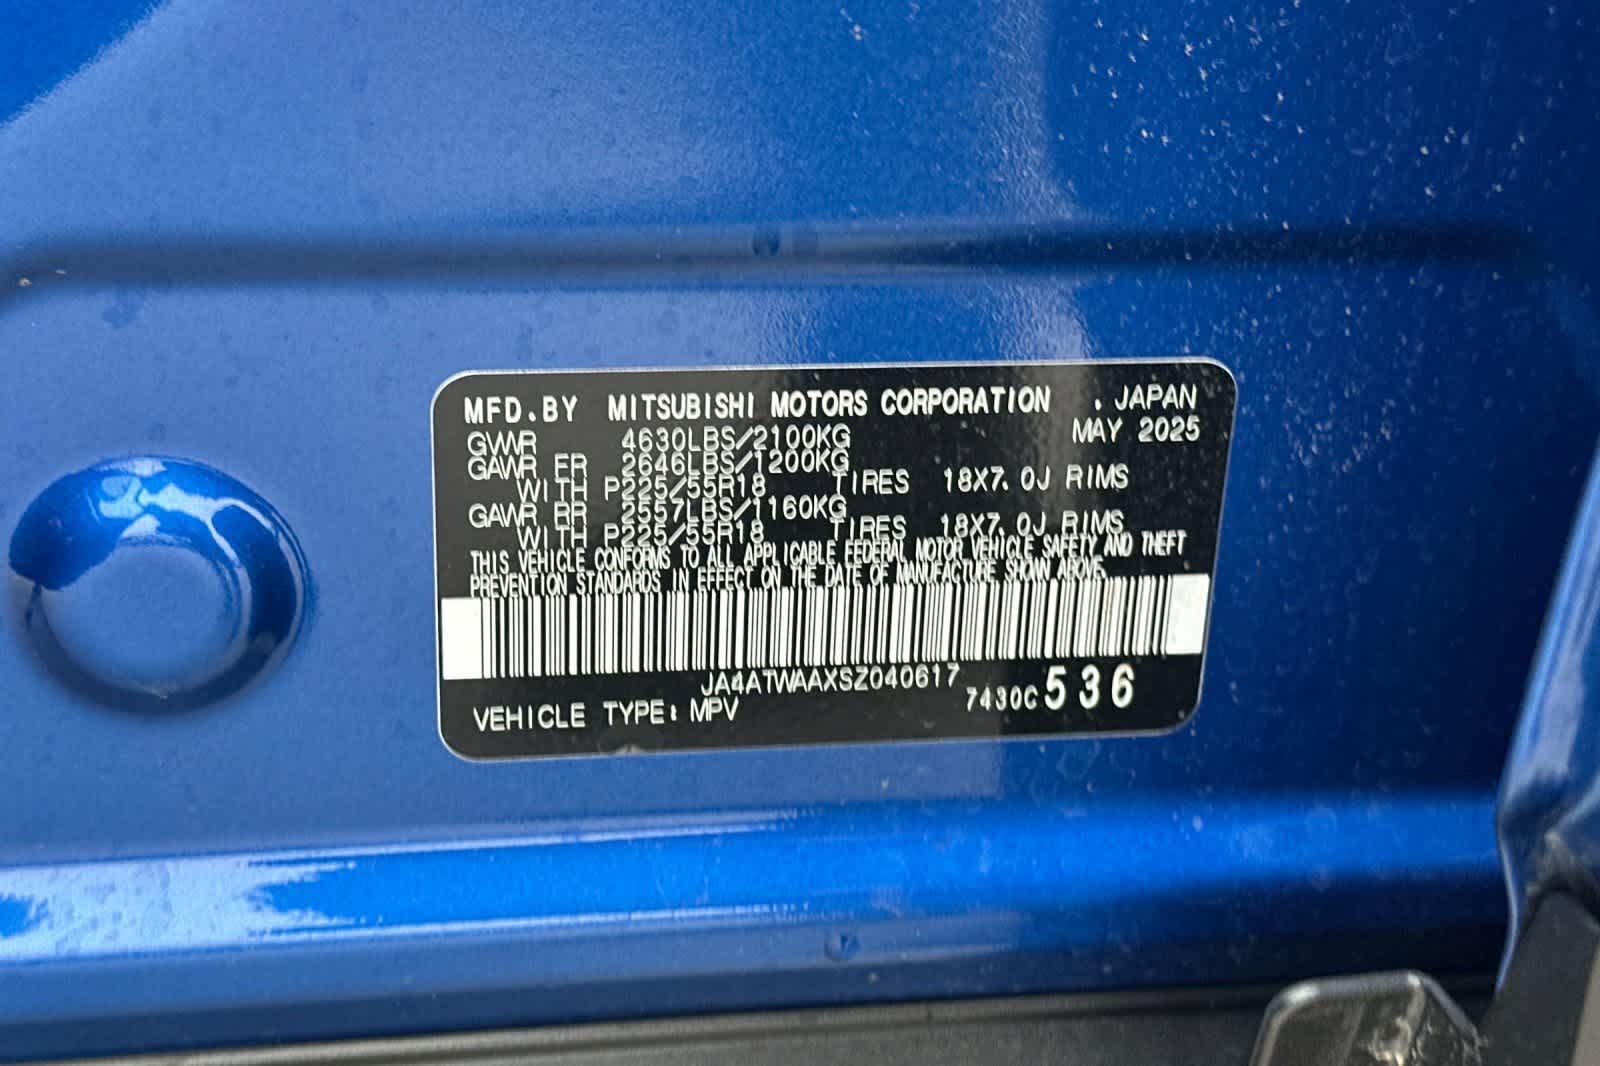 MFD.BY MITSUBISHI MOTORS CORPORATION , JAPAN
GVWR 4630LBS/2100KG MAY 2025
GAWR FR 2646LBS/1200KG
WITH P225/55R18 TIRES 18X7.0J RIMS
GAWR RR 2557LBS/1160KG
WITH P225/55R18 TIRES 18X7.0J RIMS
THIS VEHICLE CONFORMS TO ALL APPLICABLE FEDERAL MOTOR VEHICLE SAFETY AND THEFT
PREVENTION STANDARDS IN EFFECT ON THE DATE OF MANUFACTURE SHOWN ABOVE.
JA4ATWAAXSZ040617
VEHICLE TYPE: MPV 7430C 536